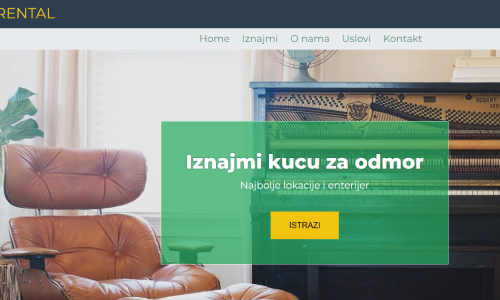 RENTAL
Home Iznajmi O nama Uslovi Kontakt
Iznajmi kucu za odmor
Najbolje lokacije i enterijer
ISTRAZI